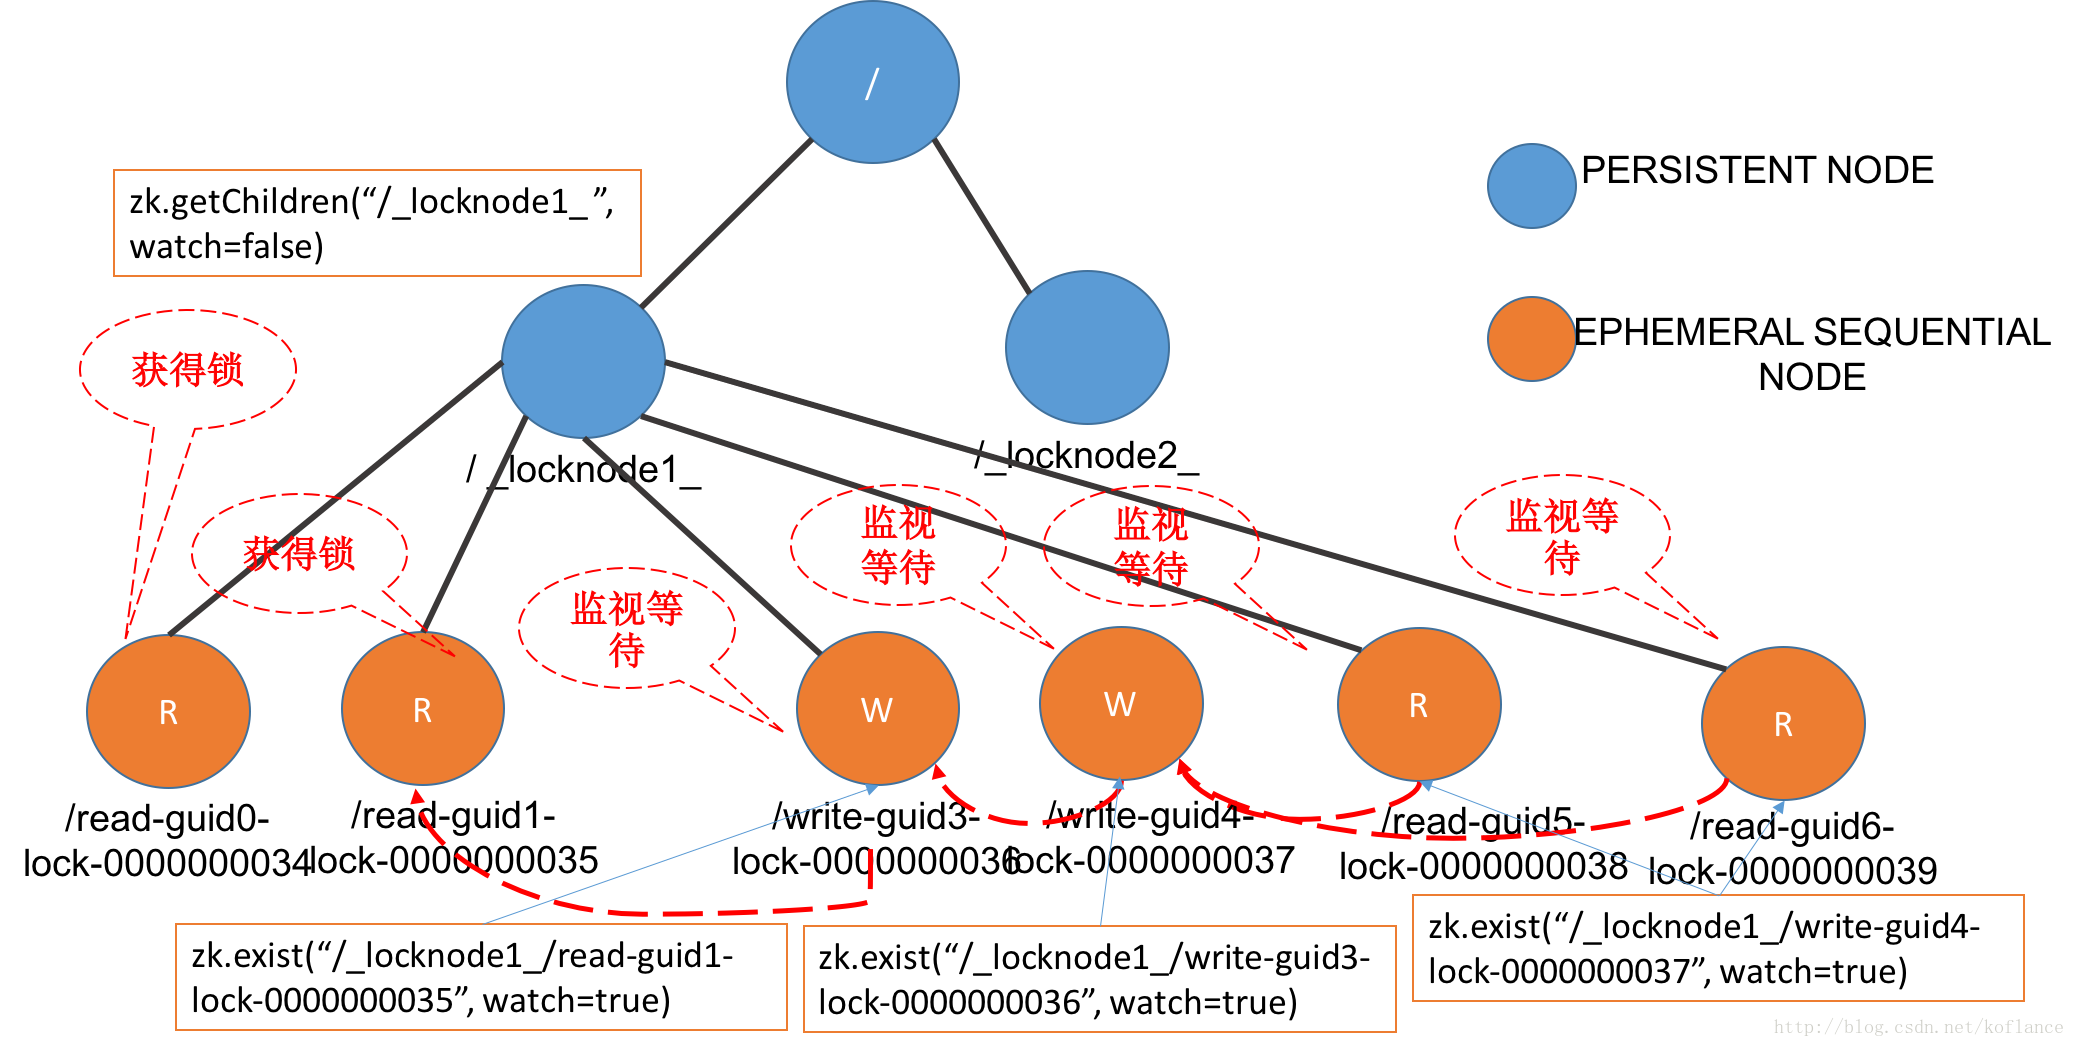 /
PERSISTENT NODE
zk.getChildren(“/_locknode1_”,
watch=false)
EPHEMERAL SEQUENTIAL
NODE
获得锁
/ _locknode1_
/_locknode2_
获得锁
监视等
待
监视
等待
监视
等待
监视等
待
R
R
W
W
R
R
/read-guid0-
lock-0000000034
/read-guid1-
lock-0000000035
/write-guid3-
lock-0000000036
/write-guid4-
lock-0000000037
/read-guid5-
lock-0000000038
/read-guid6-
lock-0000000039
zk.exist(“/_locknode1_/read-guid1-
lock-0000000035”, watch=true)
zk.exist(“/_locknode1_/write-guid3-
lock-0000000036”, watch=true)
zk.exist(“/_locknode1_/write-guid4-
lock-0000000037”, watch=true)
http://blog.csdn.net/koflance